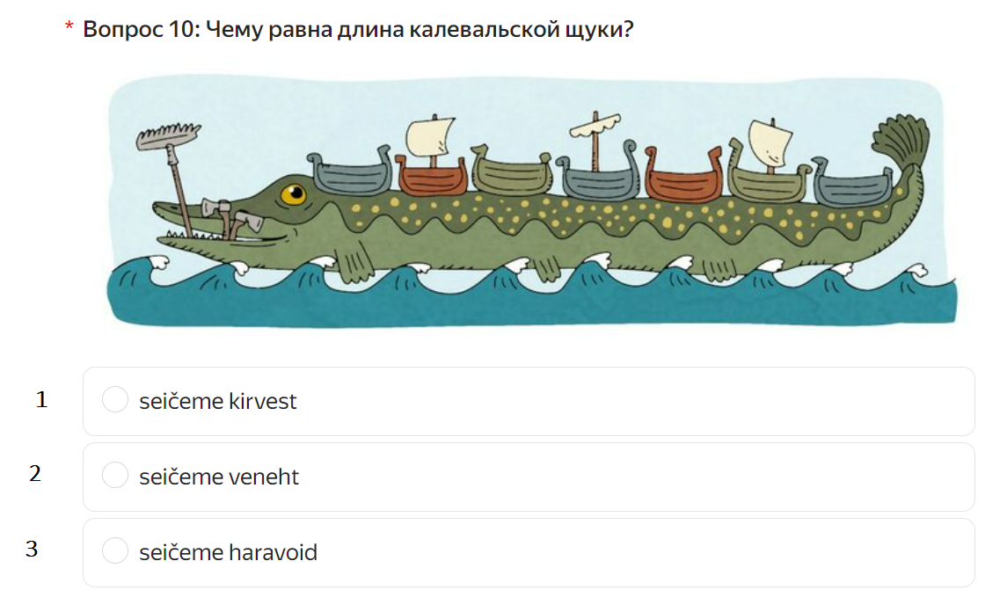 * Вопрос 10: Чему равна длина калевальской щуки?
1 seičeme kirvest
2 seičeme veneht
3 seičeme haravoid